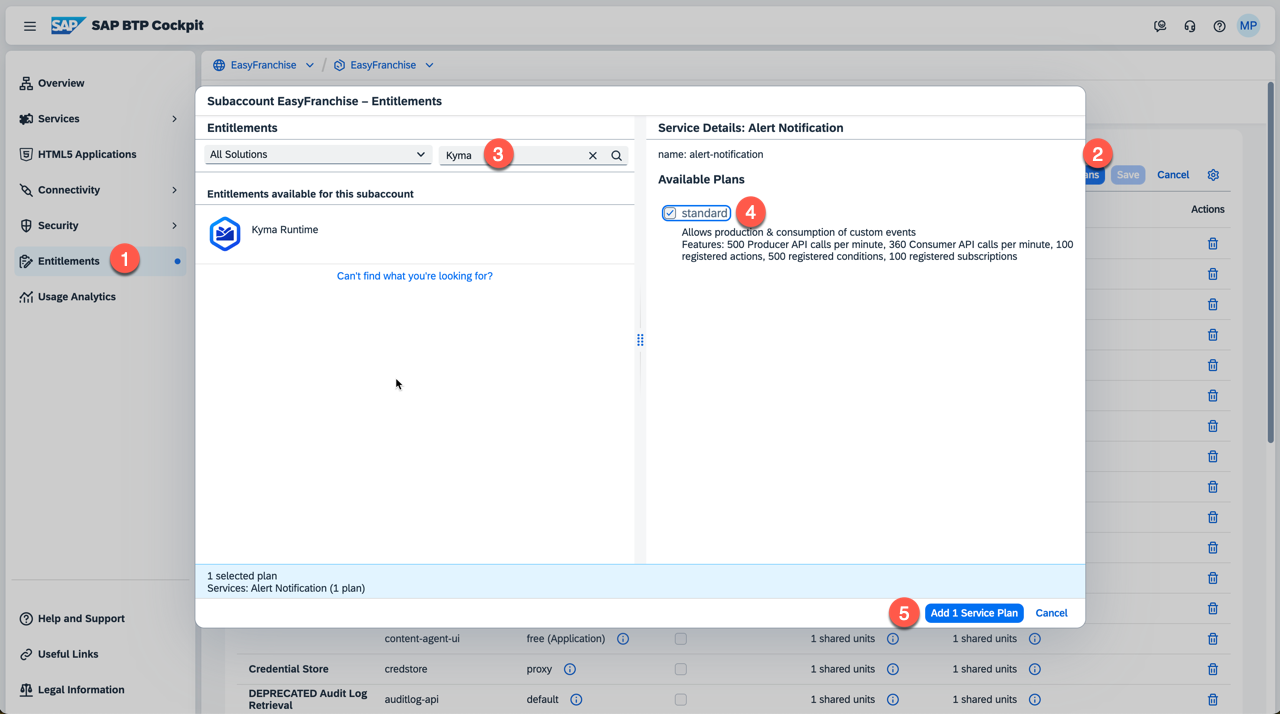 SAP BTP Cockpit
MP
Overview
Services
HTML5 Applications
Connectivity
Security
Entitlements
1
Usage Analytics
Help and Support
Useful Links
Legal Information
EasyFranchise / EasyFranchise
Subaccount EasyFranchise – Entitlements
Entitlements
All Solutions
Kyma
3
Entitlements available for this subaccount
Kyma Runtime
Can't find what you're looking for?
Service Details: Alert Notification
name: alert-notification
Available Plans
standard
4
Allows production & consumption of custom events
Features: 500 Producer API calls per minute, 360 Consumer API calls per minute, 100
registered actions, 500 registered conditions, 100 registered subscriptions
1 selected plan
Services: Alert Notification (1 plan)
5
Add 1 Service Plan
Cancel
2
Save
Cancel
Actions
content-agent-ui free (Application) 1 shared units 1 shared units
Credential Store credstore proxy 1 shared units 1 shared units
DEPRECATED Audit Log
Retrieval
auditlog-api default 1 shared units 1 shared units